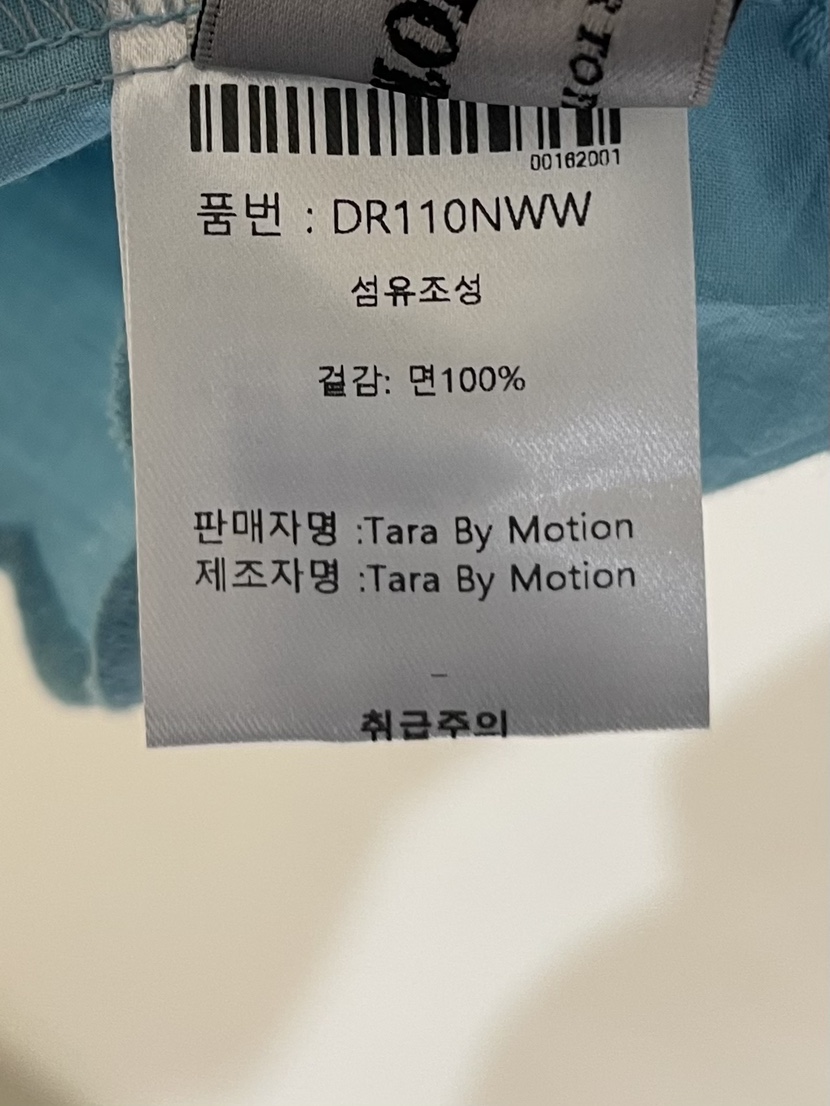 00162001
품번 : DR110NWW
섬유조성
겉감: 면100%
판매자명 :Tara By Motion
제조자명 :Tara By Motion
-
취급주의